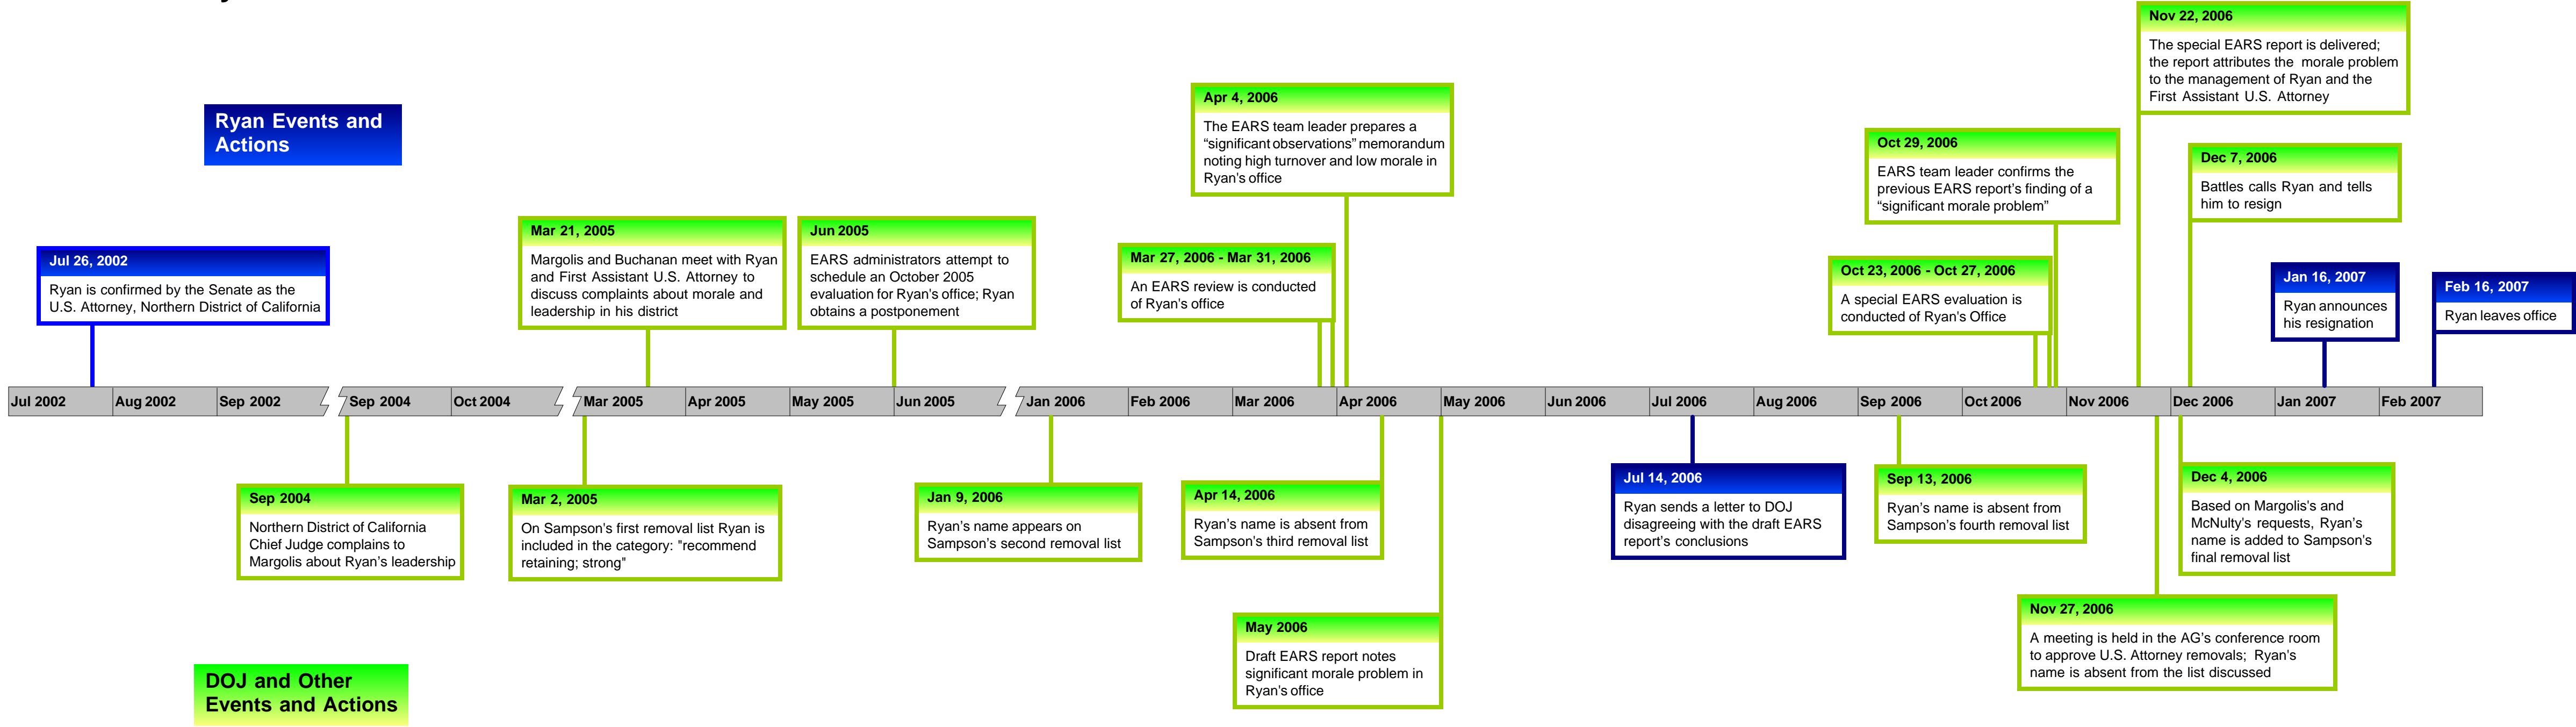 Nov 22, 2006
The special EARS report is delivered;
the report attributes the morale problem
to the management of Ryan and the
First Assistant U.S. Attorney
Apr 4, 2006
The EARS team leader prepares a
“significant observations” memorandum
noting high turnover and low morale in
Ryan’s office
Ryan Events and
Actions
Oct 29, 2006
EARS team leader confirms the
previous EARS report’s finding of a
“significant morale problem”
Dec 7, 2006
Battles calls Ryan and tells
him to resign
Jul 26, 2002
Ryan is confirmed by the Senate as the
U.S. Attorney, Northern District of California
Mar 21, 2005
Margolis and Buchanan meet with Ryan
and First Assistant U.S. Attorney to
discuss complaints about morale and
leadership in his district
Jun 2005
EARS administrators attempt to
schedule an October 2005
evaluation for Ryan’s office; Ryan
obtains a postponement
Mar 27, 2006 - Mar 31, 2006
An EARS review is conducted
of Ryan’s office
Oct 23, 2006 - Oct 27, 2006
A special EARS evaluation is
conducted of Ryan’s Office
Jan 16, 2007
Ryan announces
his resignation
Feb 16, 2007
Ryan leaves office
Jul 2002 Aug 2002 Sep 2002 Sep 2004 Oct 2004 Mar 2005 Apr 2005 May 2005 Jun 2005 Jan 2006 Feb 2006 Mar 2006 Apr 2006 May 2006 Jun 2006 Jul 2006 Aug 2006 Sep 2006 Oct 2006 Nov 2006 Dec 2006 Jan 2007 Feb 2007
Sep 2004
Northern District of California
Chief Judge complains to
Margolis about Ryan’s leadership
Mar 2, 2005
On Sampson’s first removal list Ryan is
included in the category: "recommend
retaining; strong"
Jan 9, 2006
Ryan’s name appears on
Sampson’s second removal list
Apr 14, 2006
Ryan’s name is absent from
Sampson’s third removal list
Jul 14, 2006
Ryan sends a letter to DOJ
disagreeing with the draft EARS
report’s conclusions
Sep 13, 2006
Ryan’s name is absent from
Sampson’s fourth removal list
Dec 4, 2006
Based on Margolis’s and
McNulty’s requests, Ryan’s
name is added to Sampson’s
final removal list
May 2006
Draft EARS report notes
significant morale problem in
Ryan’s office
Nov 27, 2006
A meeting is held in the AG’s conference room
to approve U.S. Attorney removals; Ryan’s
name is absent from the list discussed
DOJ and Other
Events and Actions